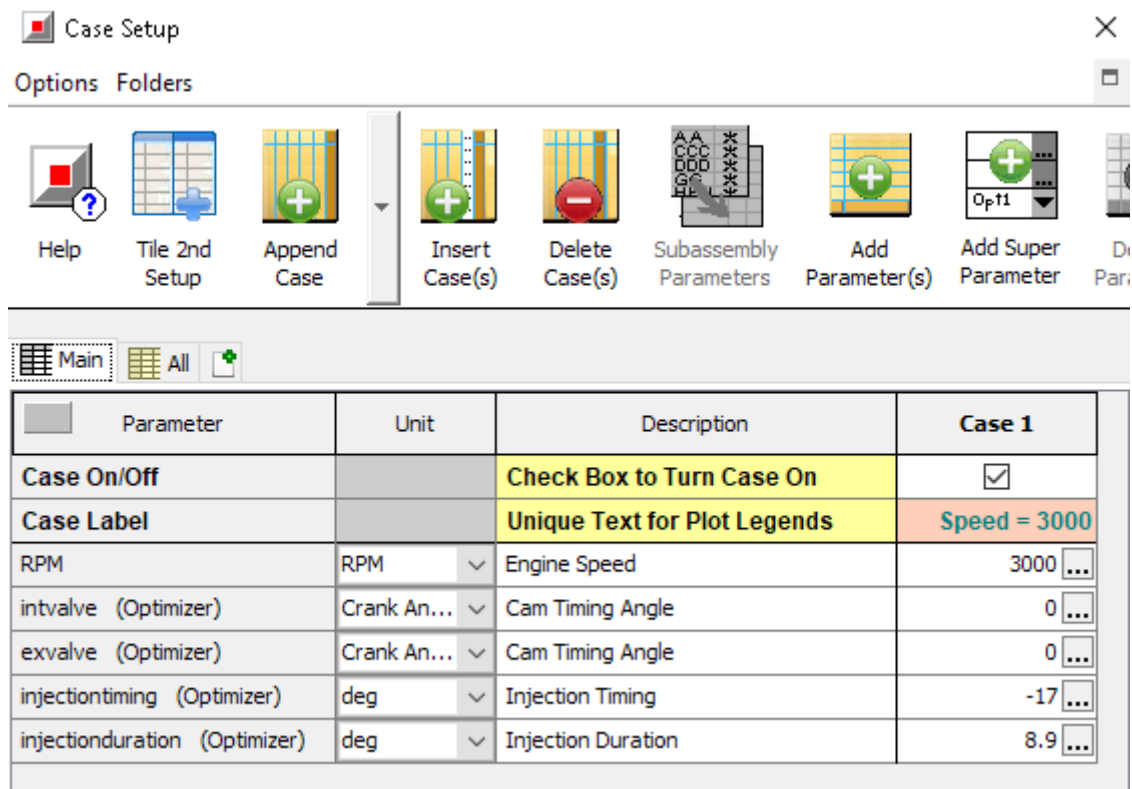 Case Setup
Options Folders
Help
Tile 2nd
Setup
Append
Case
Insert
Case(s)
Delete
Case(s)
Subassembly
Parameters
Add
Parameter(s)
Opt1
Add Super
Parameter
Main All
Parameter Unit Description Case 1
Case On/Off Check Box to Turn Case On
Case Label Unique Text for Plot Legends Speed = 3000
RPM RPM Engine Speed 3000 ...
intvalve (Optimizer) Crank An... Cam Timing Angle 0 ...
exvalve (Optimizer) Crank An... Cam Timing Angle 0 ...
injectiontiming (Optimizer) deg Injection Timing -17 ...
injectionduration (Optimizer) deg Injection Duration 8.9 ...